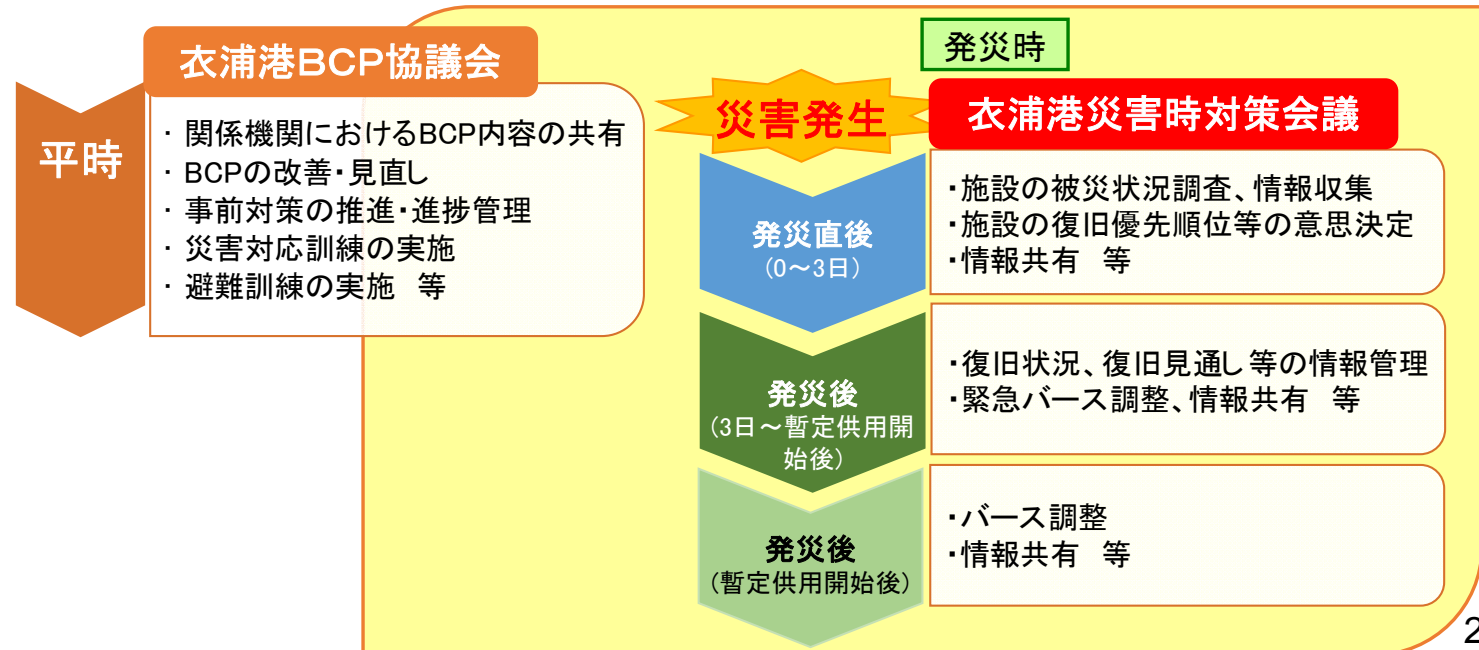 衣浦港BCP協議会
平時
· 関係機関におけるBCP内容の共有
· BCPの改善・見直し
· 事前対策の推進・進捗管理
· 災害対応訓練の実施
· 避難訓練の実施　等
発災時
災害発生
衣浦港災害時対策会議
発災直後
(0～3日)
・施設の被災状況調査、情報収集
・施設の復旧優先順位等の意思決定
・情報共有　等
発災後
(3日～暫定供用開
始後)
・復旧状況、復旧見通し等の情報管理
・緊急バース調整、情報共有　等
発災後
(暫定供用開始後)
・バース調整
・情報共有　等
2